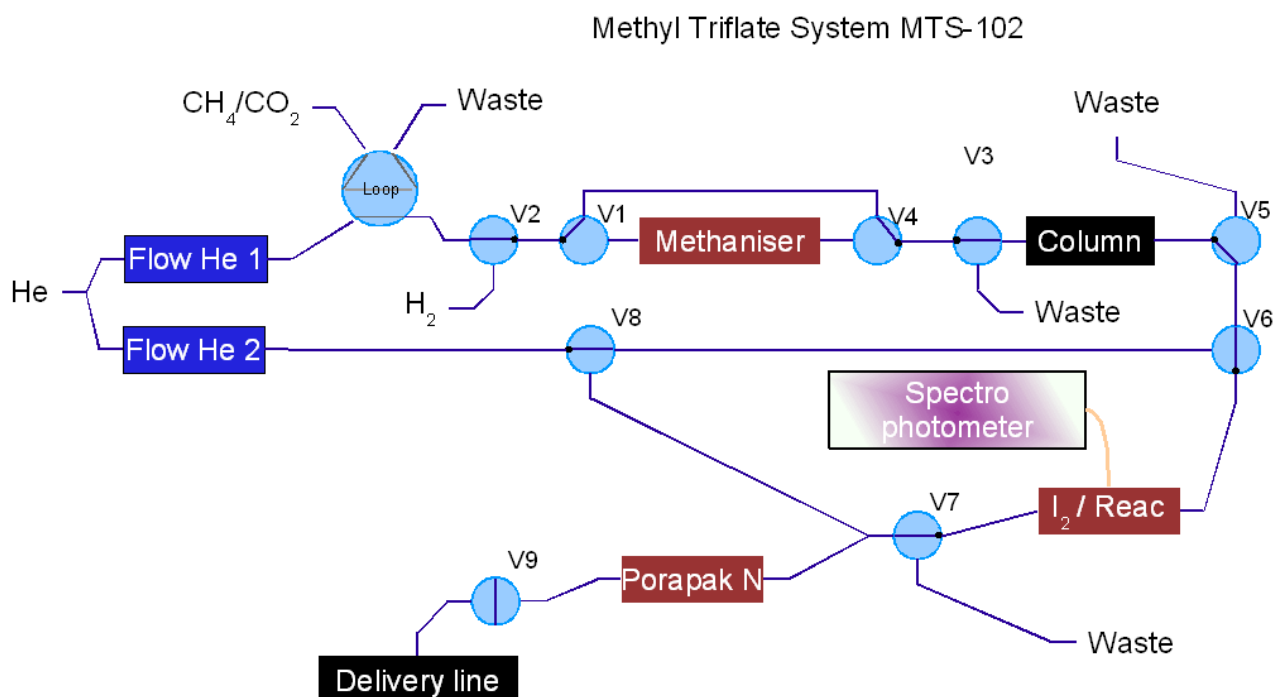 Methyl Triflate System MTS-102
CH₄/CO₂
Waste
Waste
V3
Loop
V2
V1
V4
V5
Flow He 1
Methaniser
Column
He
H₂
Waste
V8
V6
Flow He 2
Spectro
photometer
V7
I₂ / Reac
V9
Porapak N
Waste
Delivery line